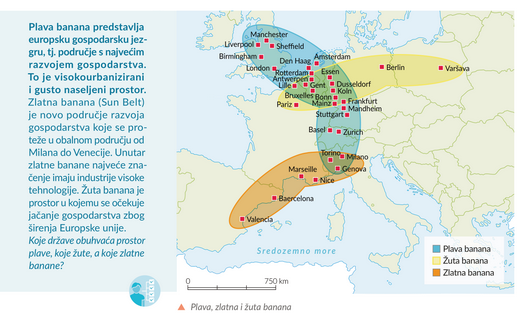 Plava banana predstavlja
europsku gospodarsku jez-
gru, tj. područje s najvećim
razvojem gospodarstva.
To je visokourbanizirani
i gusto naseljeni prostor.
Zlatna banana (Sun Belt)
je novo područje razvoja
gospodarstva koje se pro-
teže u obalnom području od
Milana do Venecije. Unutar
zlatne banane najveće zna-
čenje imaju industrije visoke
tehnologije. Žuta banana je
prostor u kojemu se očekuje
jačanje gospodarstva zbog
širenja Europske unije.
Koje države obuhvaća prostor
plave, koje žute, a koje zlatne
banane?
Manchester
Liverpool
Sheffield
Birmingham
London
Den Haag
Amsterdam
Rotterdam
Essen
Antwerpen
Dusseldorf
Lille
Gent
Koln
Bruxelles
Bonn
Pariz
Mainz
Frankfurt
Manhdeim
Stuttgart
Berlin
Varšava
Basel
Zurich
Torino
Milano
Marseille
Genova
Nice
Baercelona
Valencia
Sredozemno more
0 750 km
Plava banana
Žuta banana
Zlatna banana
Plava, zlatna i žuta banana